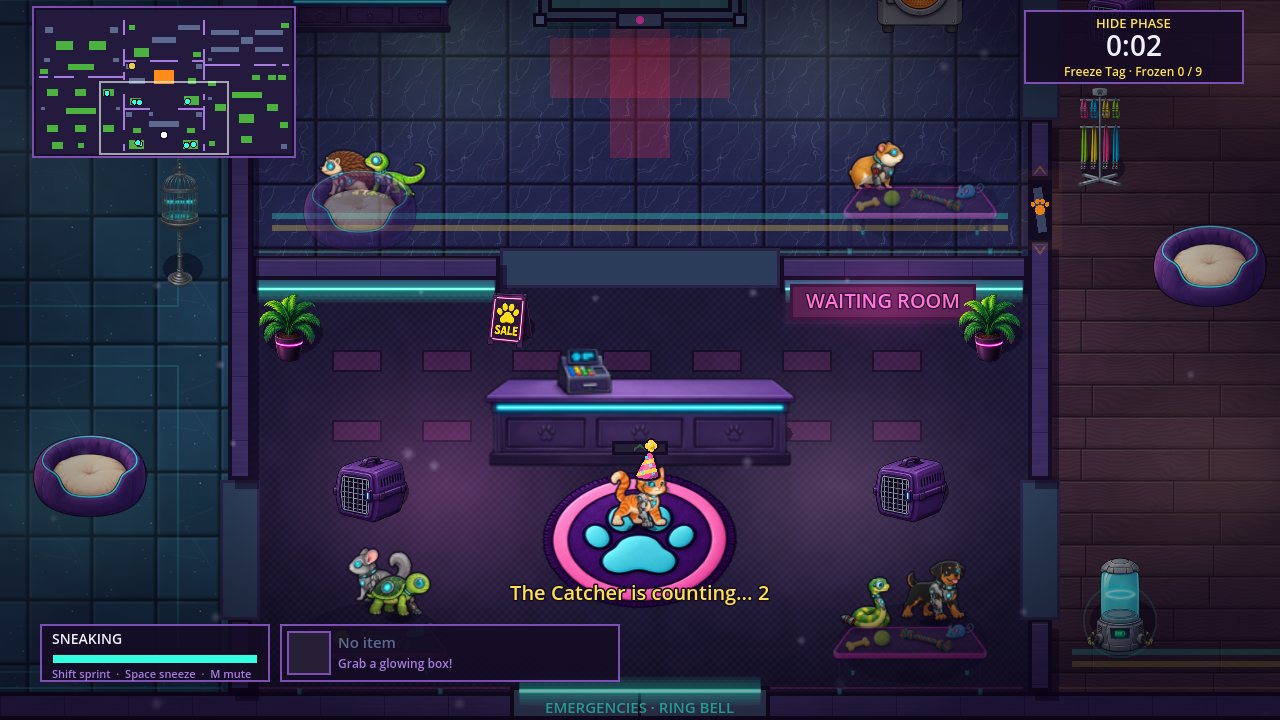 HIDE PHASE
0:02
Freeze Tag · Frozen 0 / 9
WAITING ROOM
SALE
The Catcher is counting... 2
SNEAKING
Shift sprint · Space sneeze · M mute
No item
Grab a glowing box!
EMERGENCIES · RING BELL